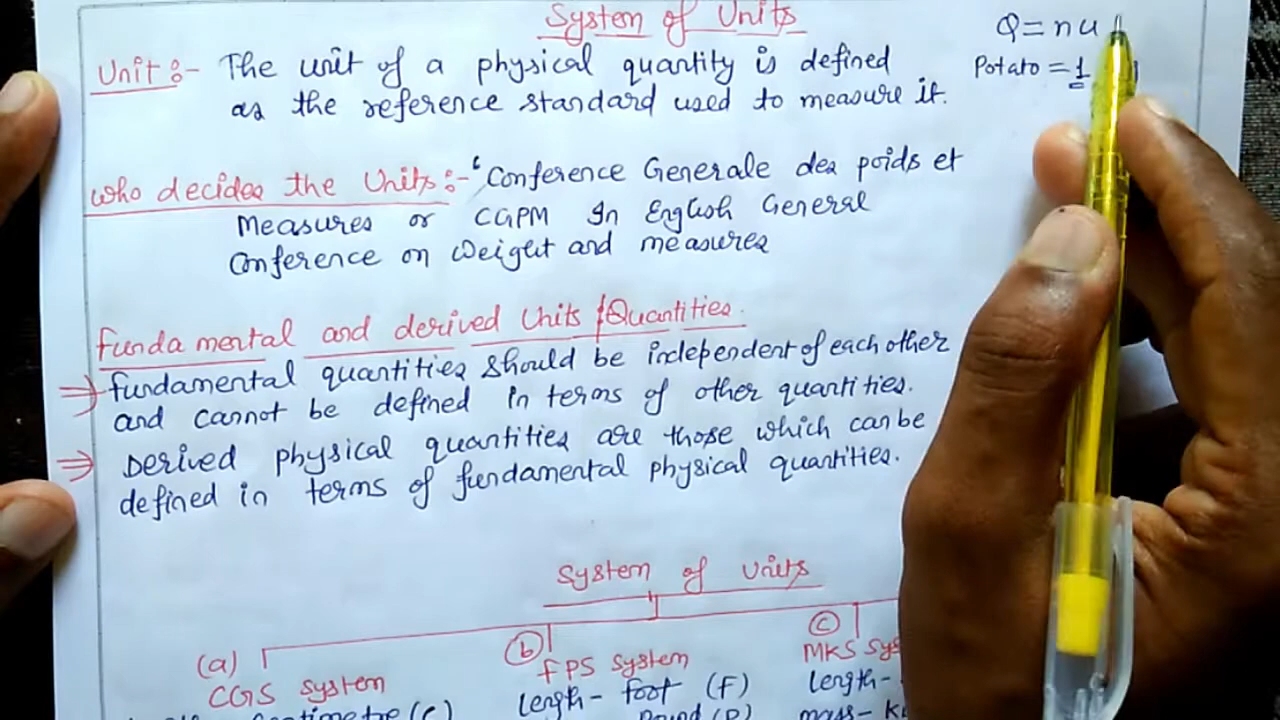 System of Units
Q = nu
Unit :- The unit of a physical quantity is defined
Potato = 1
as the reference standard used to measure it.
who decides the Units :- ‘Conference Generale des poids et
Measures or CGPM In English General
Conference on Weight and measures
fundamental and derived Units / Quantities.
⇒ fundamental quantities should be independent of each other
and cannot be defined in terms of other quantities.
⇒ Derived physical quantities are those which can be
defined in terms of fundamental physical quantities.
System of Units
(a) (b) (c)
CGS system FPS System MKS Sys
Length - foot (F) Length -
mass -